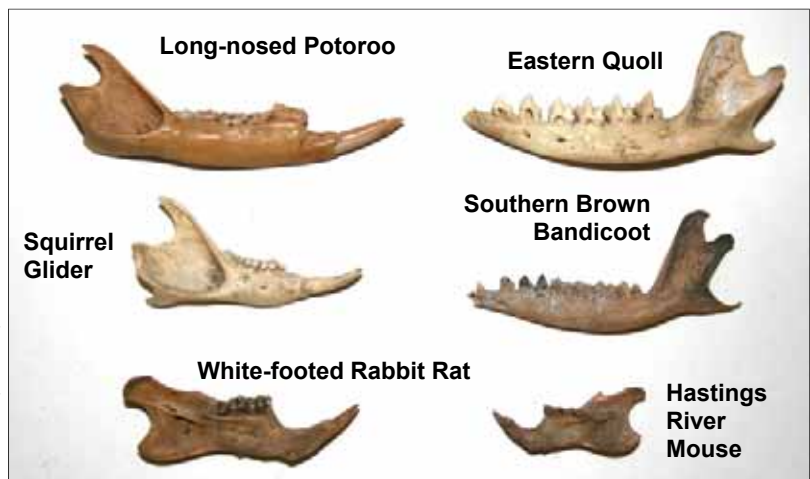 Long-nosed Potoroo
Eastern Quoll
Squirrel
Glider
Southern Brown
Bandicoot
White-footed Rabbit Rat
Hastings
River
Mouse